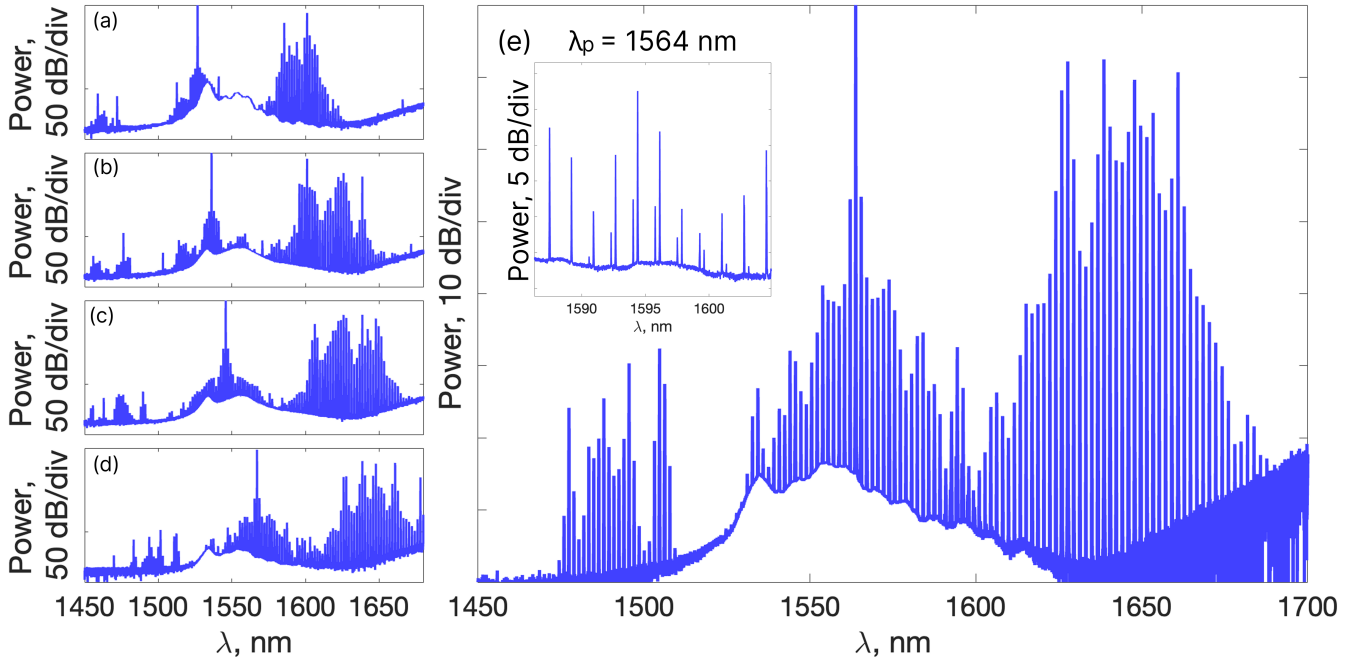 (a)
Power,
50 dB/div
(b)
Power,
50 dB/div
(c)
Power,
50 dB/div
(d)
Power,
50 dB/div
1450 1500 1550 1600 1650
λ, nm
(e) λp = 1564 nm
Power, 5 dB/div
1590 1595 1600
λ, nm
Power, 10 dB/div
1450 1500 1550 1600 1650 1700
λ, nm